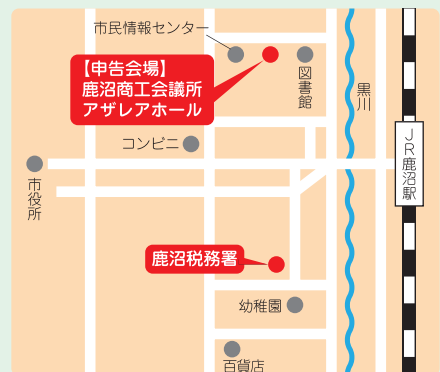 市民情報センター
【申告会場】
鹿沼商工会議所
アザレアホール
図書館
黒川
コンビニ
JR鹿沼駅
市役所
鹿沼税務署
幼稚園
百貨店